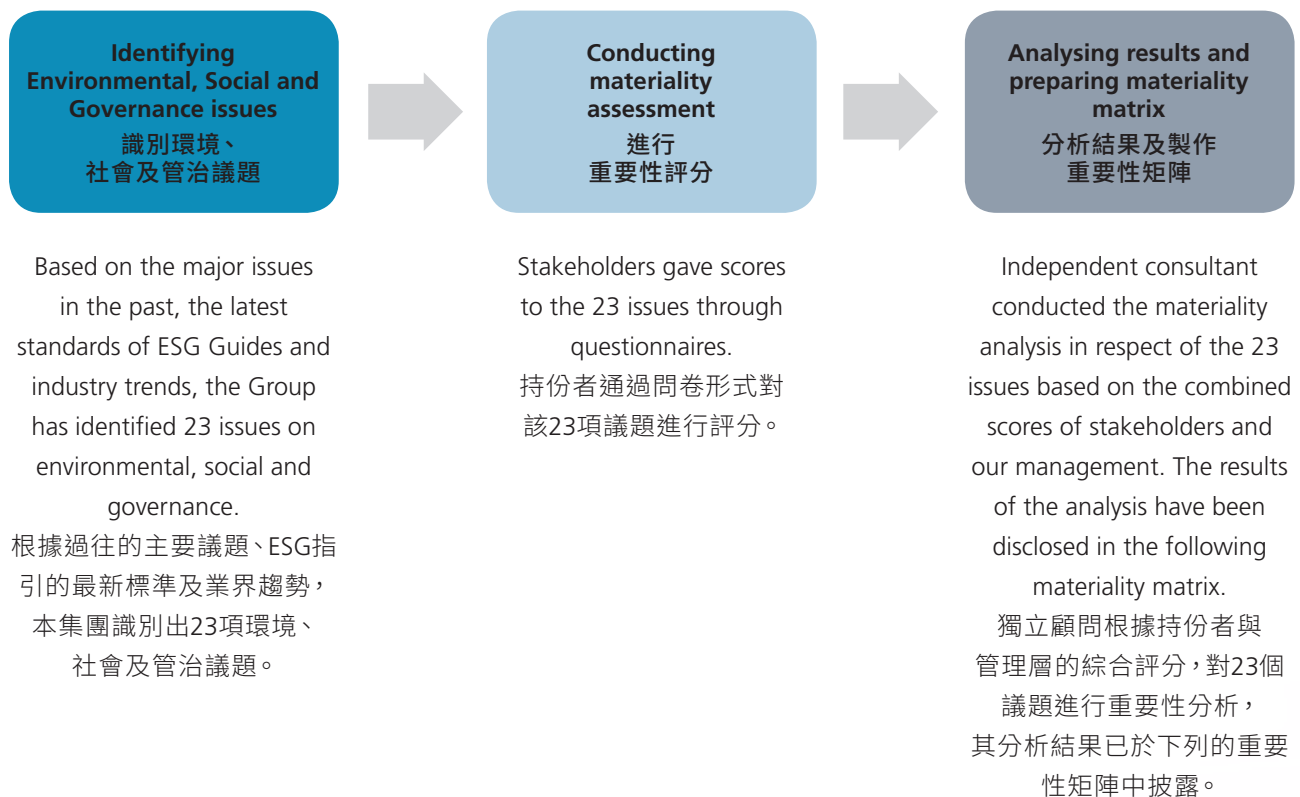 Identifying
Environmental, Social and
Governance issues
識別環境、
社會及管治議題
Based on the major issues
in the past, the latest
standards of ESG Guides and
industry trends, the Group
has identified 23 issues on
environmental, social and
governance.
根據過往的主要議題、ESG指
引的最新標準及業界趨勢，
本集團識別出23項環境、
社會及管治議題。
Conducting
materiality
assessment
進行
重要性評分
Stakeholders gave scores
to the 23 issues through
questionnaires.
持份者通過問卷形式對
該23項議題進行評分。
Analysing results and
preparing materiality
matrix
分析結果及製作
重要性矩陣
Independent consultant
conducted the materiality
analysis in respect of the 23
issues based on the combined
scores of stakeholders and
our management. The results
of the analysis have been
disclosed in the following
materiality matrix.
獨立顧問根據持份者與
管理層的綜合評分，對23個
議題進行重要性分析，
其分析結果已於下列的重要
性矩陣中披露。